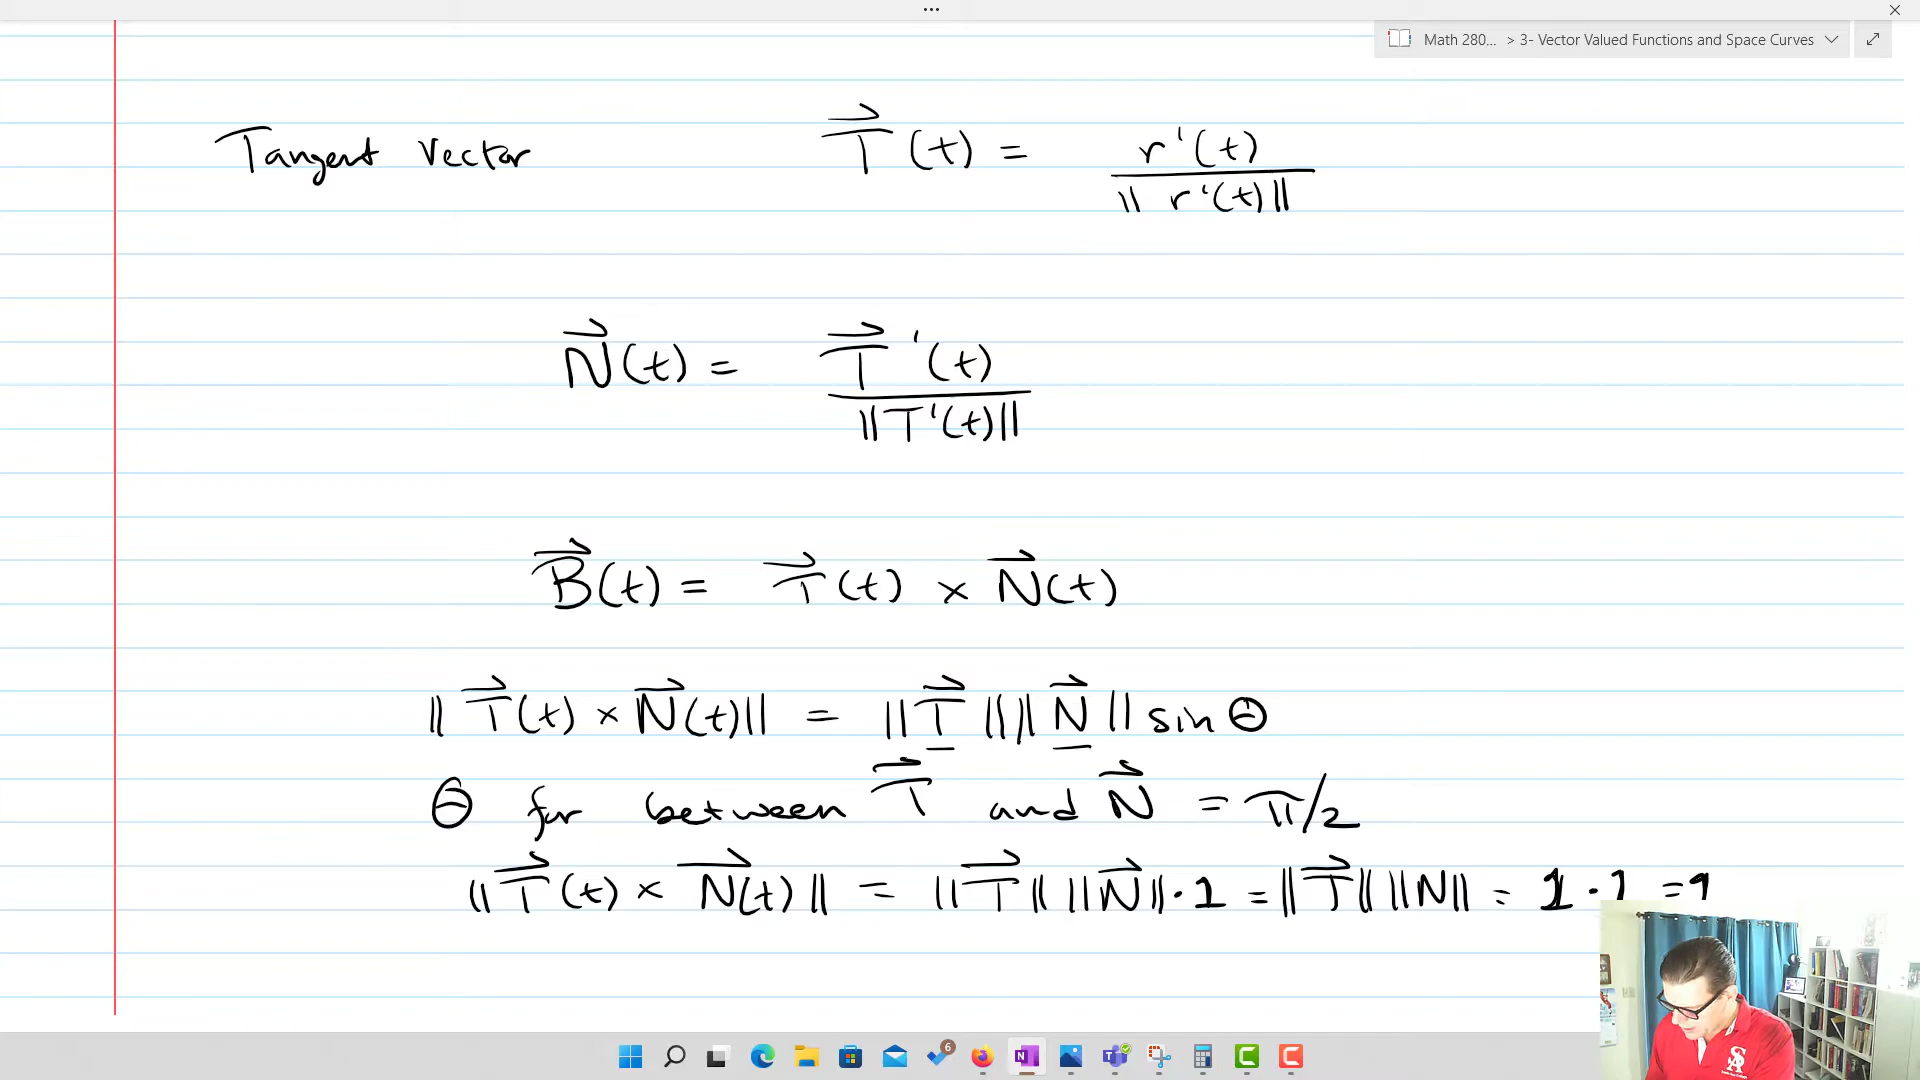 Math 280... > 3- Vector Valued Functions and Space Curves
Tangent Vector T⃗(t) = r'(t) / ||r'(t)||
N⃗(t) = T⃗'(t) / ||T'(t)||
B⃗(t) = T⃗(t) × N⃗(t)
||T⃗(t) × N⃗(t)|| = ||T⃗|| ||N⃗|| sin θ
θ for between T⃗ and N⃗ = π/2
||T⃗(t) × N⃗(t)|| = ||T⃗|| ||N⃗|| · 1 = ||T⃗|| ||N|| = 1 · 1 = 1
6